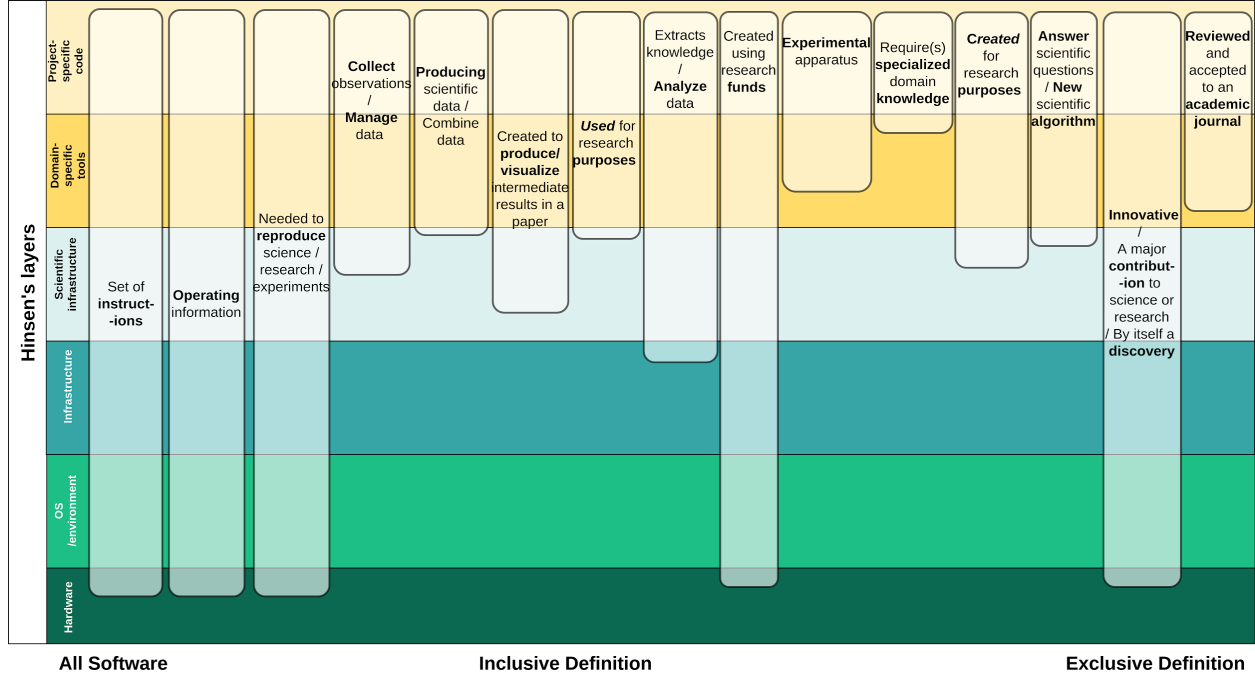 Hinsen's layers
Project-
specific
code
Domain-
specific
tools
Scientific
infrastructure
Infrastructure
OS
/environment
Hardware
Set of
instruct-
-ions
Operating
information
Needed to
reproduce
science /
research /
experiments
Collect
observations
/
Manage
data
Producing
scientific
data /
Combine
data
Created to
produce/
visualize
intermediate
results in a
paper
Used for
research
purposes
Extracts
knowledge
/
Analyze
data
Created
using
research
funds
Experimental
apparatus
Require(s)
specialized
domain
knowledge
Created
for
research
purposes
Answer
scientific
questions
/ New
scientific
algorithm
Innovative
/
A major
contribut-
-ion to
science or
research
/ By itself a
discovery
Reviewed
and
accepted
to an
academic
journal
All Software
Inclusive Definition
Exclusive Definition